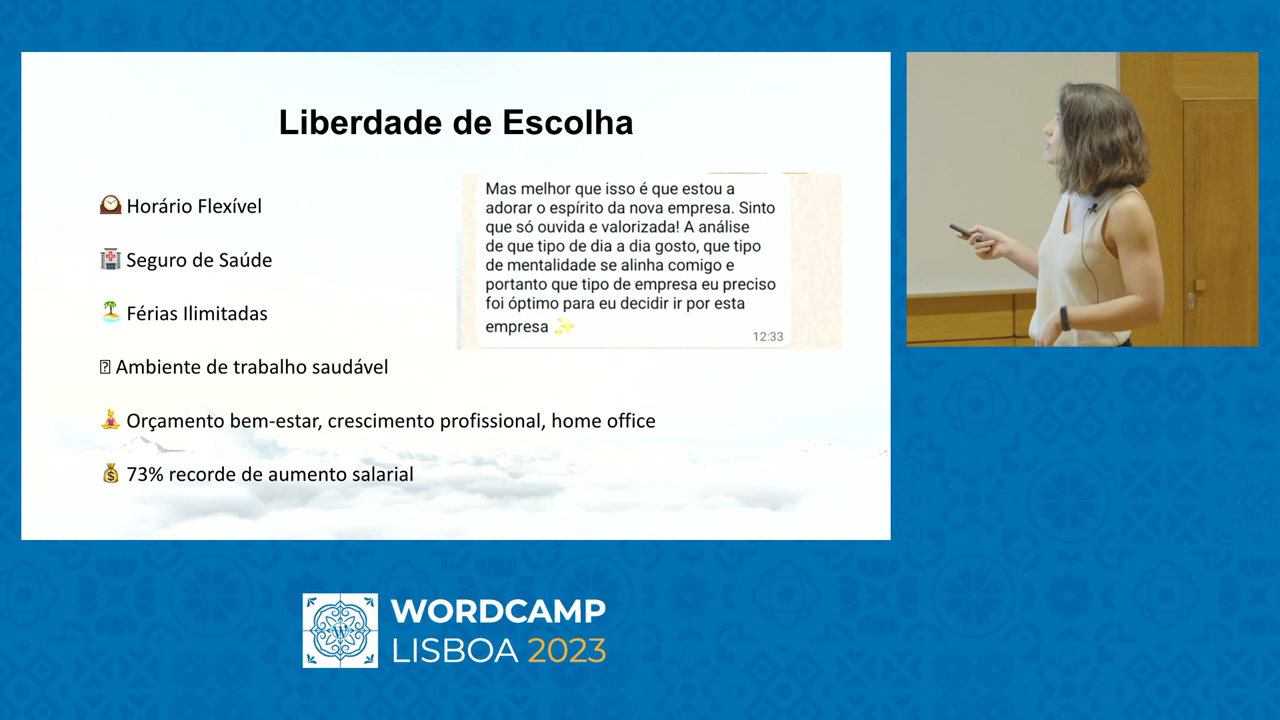 Liberdade de Escolha
🕰️ Horário Flexível
🏥 Seguro de Saúde
🏝️ Férias Ilimitadas
Ambiente de trabalho saudável
🧘 Orçamento bem-estar, crescimento profissional, home office
💰 73% recorde de aumento salarial
Mas melhor que isso é que estou a
adorar o espírito da nova empresa. Sinto
que só ouvida e valorizada! A análise
de que tipo de dia a dia gosto, que tipo
de mentalidade se alinha comigo e
portanto que tipo de empresa eu preciso
foi óptimo para eu decidir ir por esta
empresa ✨
12:33
WORDCAMP
LISBOA 2023